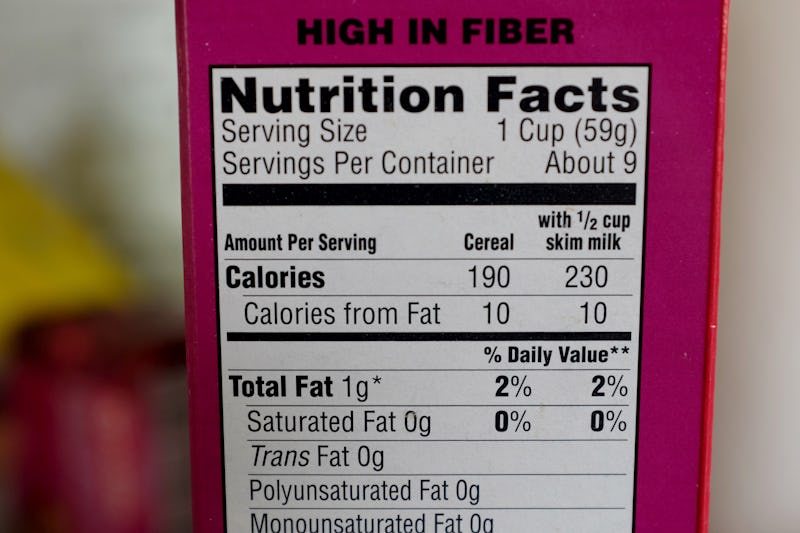 HIGH IN FIBER
Nutrition Facts
Serving Size 1 Cup (59g)
Servings Per Container About 9
with 1/2 cup
Amount Per Serving Cereal skim milk
Calories 190 230
Calories from Fat 10 10
% Daily Value**
Total Fat 1g* 2% 2%
Saturated Fat 0g 0% 0%
Trans Fat 0g
Polyunsaturated Fat 0g
Monounsaturated Fat 0g